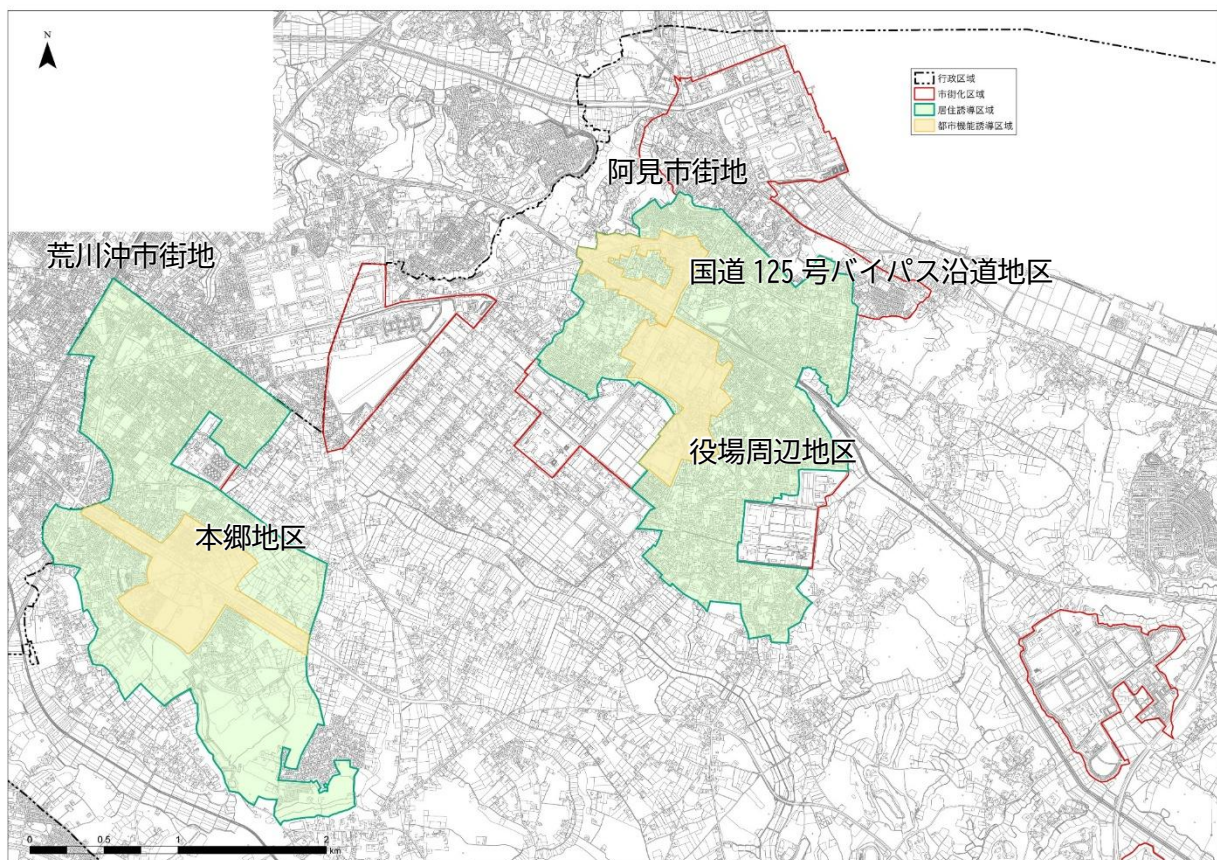 N
行政区域
市街化区域
居住誘導区域
都市機能誘導区域
阿見市街地
荒川沖市街地
国道 125 号バイパス沿道地区
役場周辺地区
本郷地区
0 0.5 1 2
km